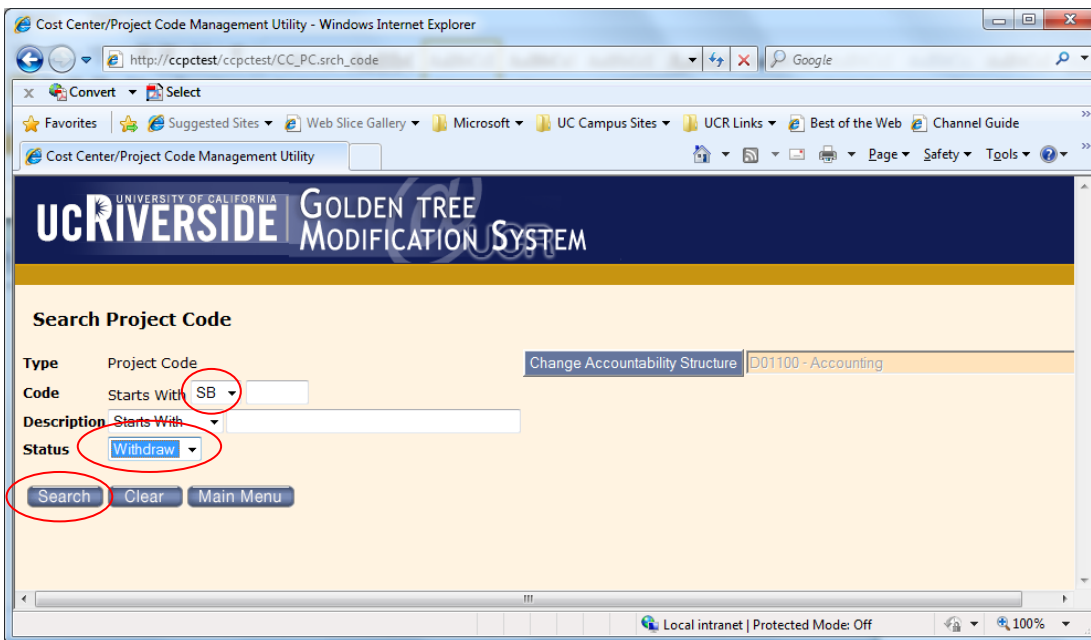 Cost Center/Project Code Management Utility - Windows Internet Explorer
http://ccpctest/ccpctest/CC_PC.srch_code
Google
x Convert Select
Favorites Suggested Sites Web Slice Gallery Microsoft UC Campus Sites UCR Links Best of the Web Channel Guide
Cost Center/Project Code Management Utility Page Safety Tools
UNIVERSITY OF CALIFORNIA
UCRIVERSIDE
GOLDEN TREE
MODIFICATION SYSTEM
@UCR
Search Project Code
Type Project Code Change Accountability Structure D01100 - Accounting
Code Starts With SB
Description Starts With
Status Withdraw
Search Clear Main Menu
Local intranet | Protected Mode: Off 100%